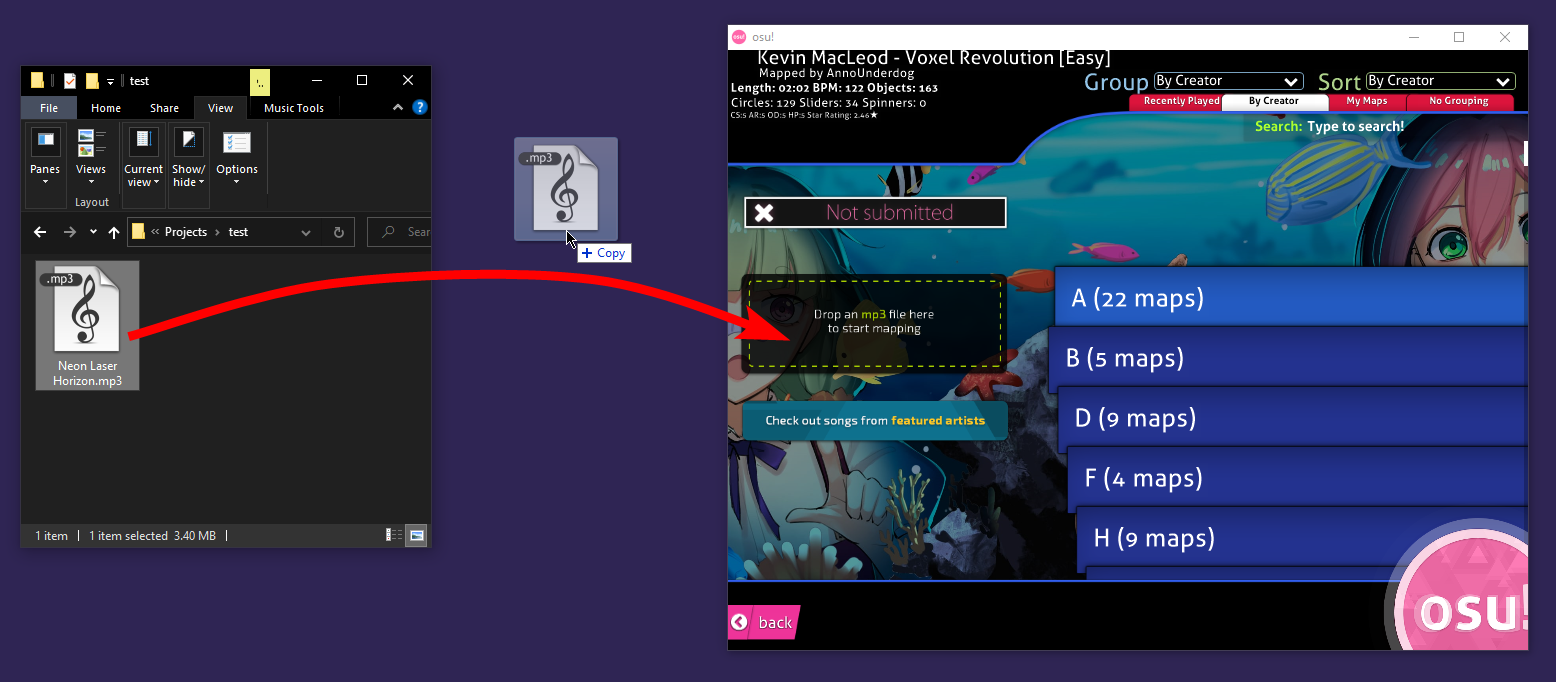 test
File
Home
Share
View
Music Tools
Panes
Views
Current
view
Show/
hide
Options
Layout
Projects
test
Sear
.mp3
Neon Laser
Horizon.mp3
1 item
1 item selected 3.40 MB
.mp3
Copy
osu!
osu!
Kevin MacLeod - Voxel Revolution [Easy]
Mapped by AnnoUnderdog
Length: 02:02 BPM: 122 Objects: 163
Circles: 129 Sliders: 34 Spinners: 0
CS:5 AR:5 OD:5 HP:5 Star Rating: 2.46★
Group
By Creator
Sort
By Creator
Recently Played
By Creator
My Maps
No Grouping
Search: Type to search!
Not submitted
Drop an mp3 file here
to start mapping
Check out songs from featured artists
A (22 maps)
B (5 maps)
D (9 maps)
F (4 maps)
H (9 maps)
back
osu!